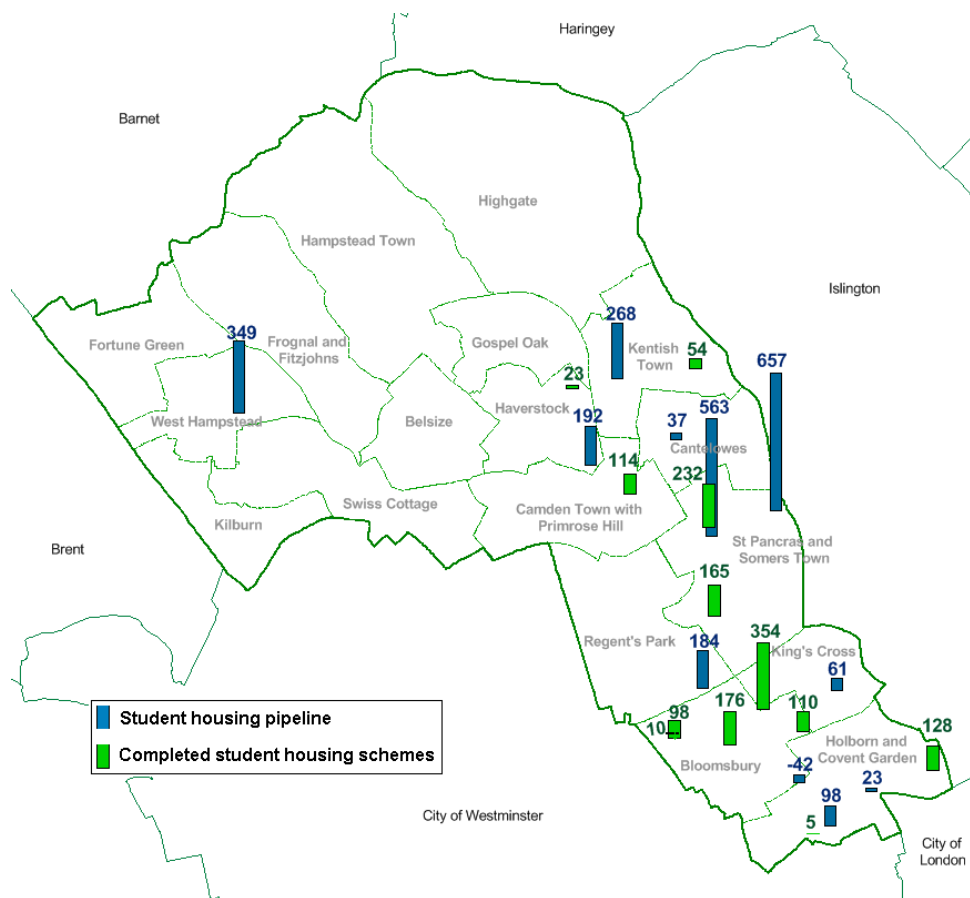 Haringey
Barnet
Highgate
Hampstead Town
Islington
268
349
Fortune Green
Frognal and
Fitzjohns
Gospel Oak
Kentish
Town
54
657
23
Haverstock
192
37
563
West Hampstead
Belsize
Cantelowes
114
232
Swiss Cottage
Camden Town with
Primrose Hill
Kilburn
St Pancras and
Somers Town
Brent
165
Regent's Park
184
354
King's Cross
61
Student housing pipeline
Completed student housing schemes
98
10
176
110
128
Holborn and
Covent Garden
Bloomsbury
-42
23
98
5
City of Westminster
City of
London